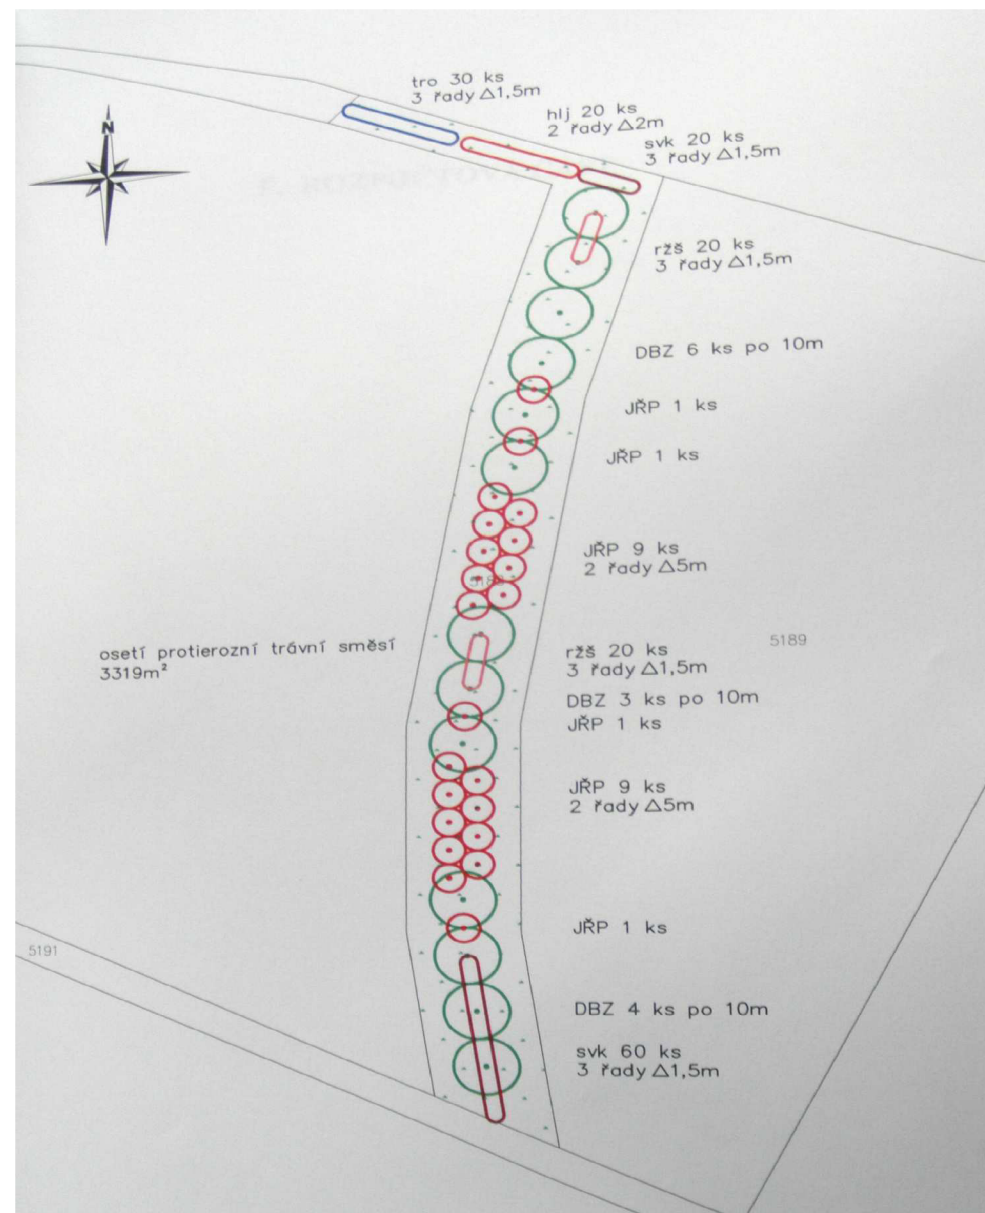 tro 30 ks
3 řady △1,5m
hlj 20 ks
2 řady △2m
svk 20 ks
3 řady △1,5m
N
ržš 20 ks
3 řady △1,5m
DBZ 6 ks po 10m
JŘP 1 ks
JŘP 1 ks
JŘP 9 ks
2 řady △5m
osetí protierozní trávní směsí
3319m²
5189
ržš 20 ks
3 řady △1,5m
DBZ 3 ks po 10m
JŘP 1 ks
JŘP 9 ks
2 řady △5m
JŘP 1 ks
5191
DBZ 4 ks po 10m
svk 60 ks
3 řady △1,5m